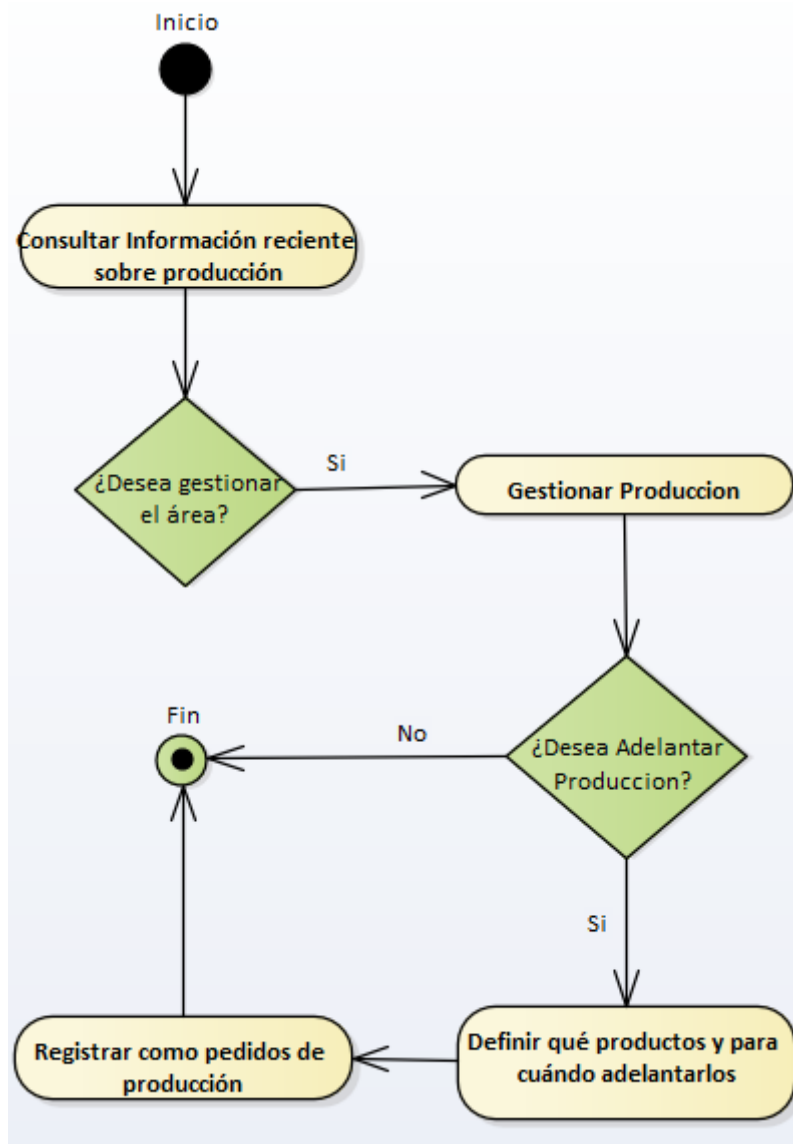 Inicio
Consultar Información reciente
sobre producción
¿Desea gestionar
el área?
Si
Gestionar Produccion
¿Desea Adelantar
Produccion?
No
Fin
Si
Definir qué productos y para
cuándo adelantarlos
Registrar como pedidos de
producción